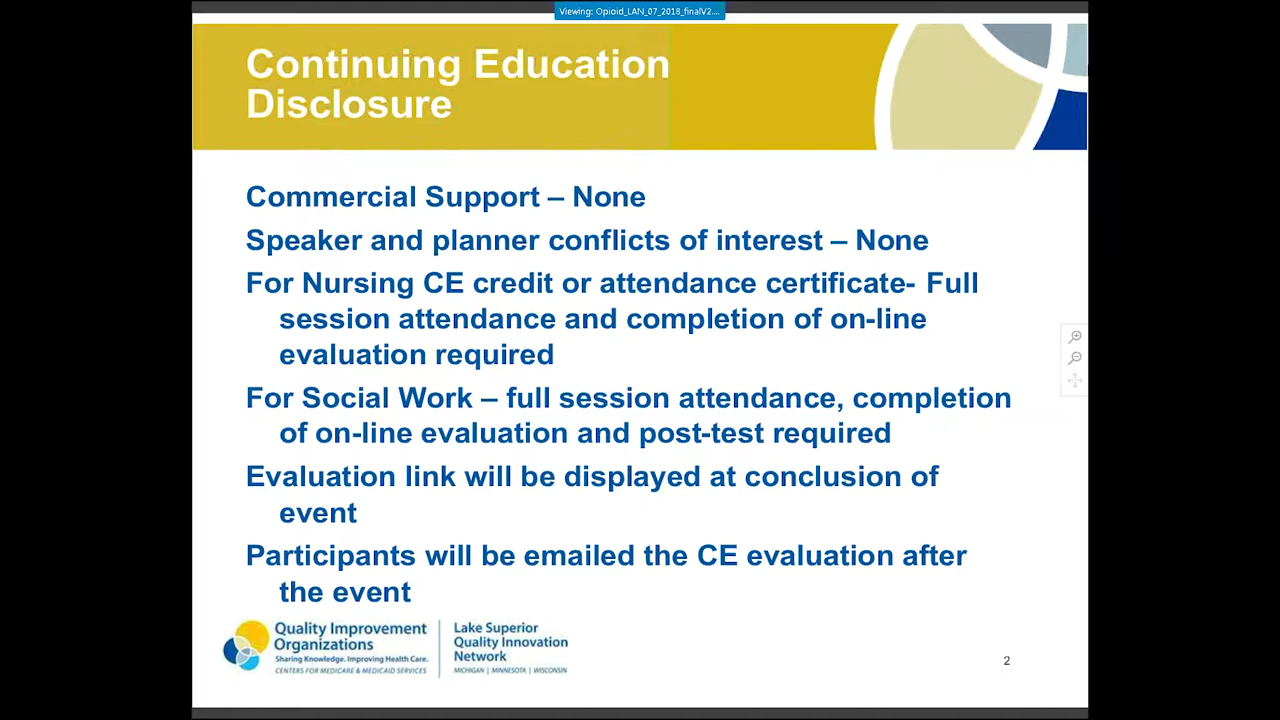 Viewing: Opioid_LAN_07_2018_finalV2...
Continuing Education
Disclosure
Commercial Support – None
Speaker and planner conflicts of interest – None
For Nursing CE credit or attendance certificate- Full
session attendance and completion of on-line
evaluation required
For Social Work – full session attendance, completion
of on-line evaluation and post-test required
Evaluation link will be displayed at conclusion of
event
Participants will be emailed the CE evaluation after
the event
Quality Improvement
Organizations
Sharing Knowledge. Improving Health Care.
CENTERS FOR MEDICARE & MEDICAID SERVICES
Lake Superior
Quality Innovation
Network
MICHIGAN | MINNESOTA | WISCONSIN
2